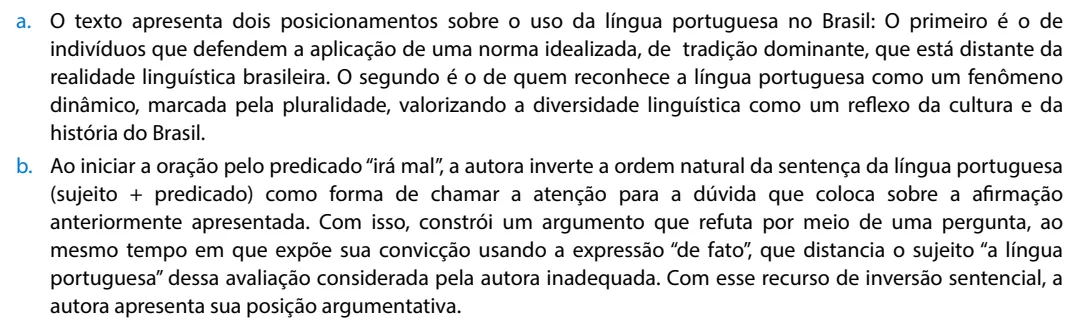 a. O texto apresenta dois posicionamentos sobre o uso da língua portuguesa no Brasil: O primeiro é o de
indivíduos que defendem a aplicação de uma norma idealizada, de tradição dominante, que está distante da
realidade linguística brasileira. O segundo é o de quem reconhece a língua portuguesa como um fenômeno
dinâmico, marcada pela pluralidade, valorizando a diversidade linguística como um reflexo da cultura e da
história do Brasil.
b. Ao iniciar a oração pelo predicado “irá mal”, a autora inverte a ordem natural da sentença da língua portuguesa
(sujeito + predicado) como forma de chamar a atenção para a dúvida que coloca sobre a afirmação
anteriormente apresentada. Com isso, constrói um argumento que refuta por meio de uma pergunta, ao
mesmo tempo em que expõe sua convicção usando a expressão “de fato”, que distancia o sujeito “a língua
portuguesa” dessa avaliação considerada pela autora inadequada. Com esse recurso de inversão sentencial, a
autora apresenta sua posição argumentativa.